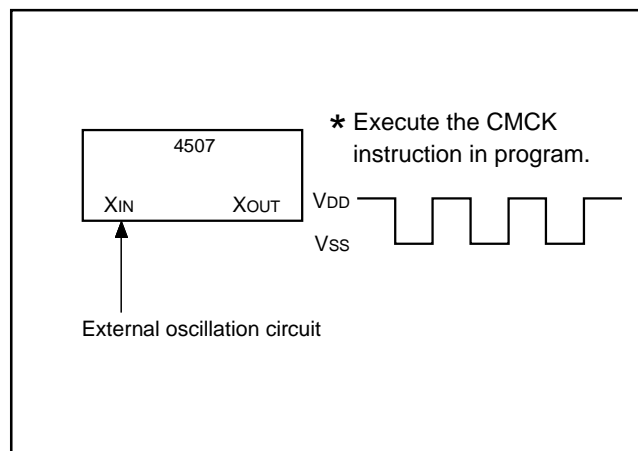 * Execute the CMCK
instruction in program.
4507
XIN
XOUT
VDD
VSS
External oscillation circuit